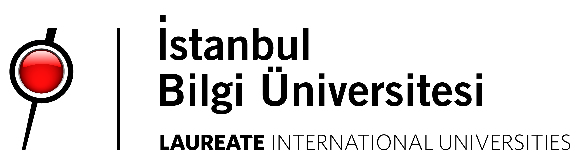 İstanbul
Bilgi Üniversitesi
LAUREATE INTERNATIONAL UNIVERSITIES